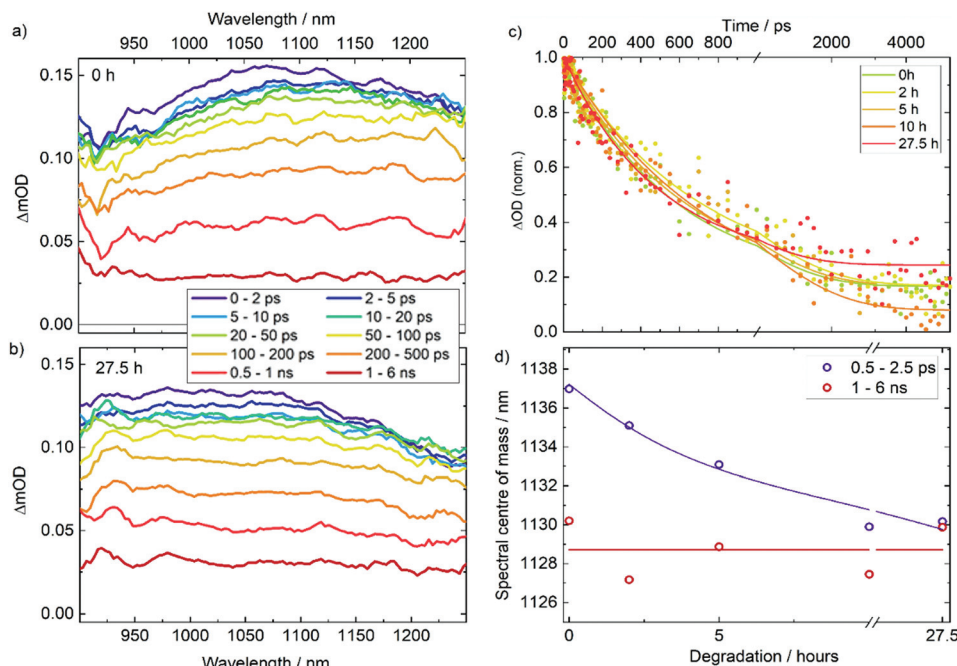 a)
Wavelength / nm
950 1000 1050 1100 1150 1200
0.15
0 h
0.10
ΔmOD
0.05
0.00
0 - 2 ps 2 - 5 ps
5 - 10 ps 10 - 20 ps
20 - 50 ps 50 - 100 ps
100 - 200 ps 200 - 500 ps
0.5 - 1 ns 1 - 6 ns
b)
0.15
27.5 h
0.10
ΔmOD
0.05
0.00
950 1000 1050 1100 1150 1200
Wavelength / nm
c)
Time / ps
0 200 400 600 800 2000 4000
1.0
0.8
0.6
0.4
0.2
0.0
ΔOD (norm.)
0h
2 h
5 h
10 h
27.5 h
d)
0.5 - 2.5 ps
1 - 6 ns
1138
1136
1134
1132
1130
1128
1126
Spectral centre of mass / nm
0 5 27.5
Degradation / hours